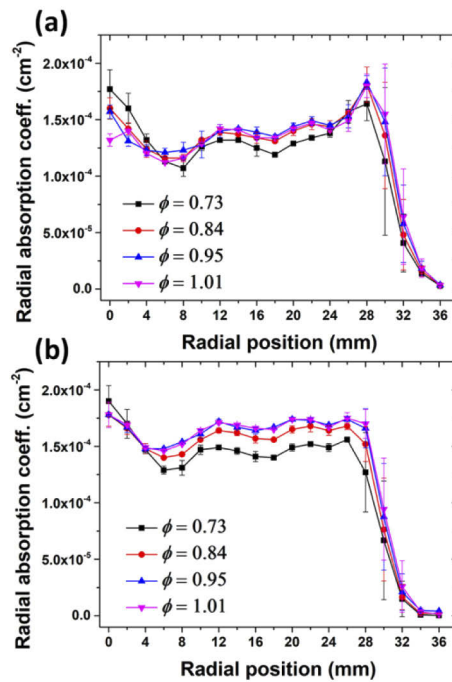 (a)
Radial absorption coeff. (cm⁻²)
2.0x10⁻⁴
1.5x10⁻⁴
1.0x10⁻⁴
5.0x10⁻⁵
0.0
ϕ = 0.73
ϕ = 0.84
ϕ = 0.95
ϕ = 1.01
0 4 8 12 16 20 24 28 32 36
Radial position (mm)
(b)
Radial absorption coeff. (cm⁻²)
2.0x10⁻⁴
1.5x10⁻⁴
1.0x10⁻⁴
5.0x10⁻⁵
0.0
ϕ = 0.73
ϕ = 0.84
ϕ = 0.95
ϕ = 1.01
0 4 8 12 16 20 24 28 32 36
Radial position (mm)